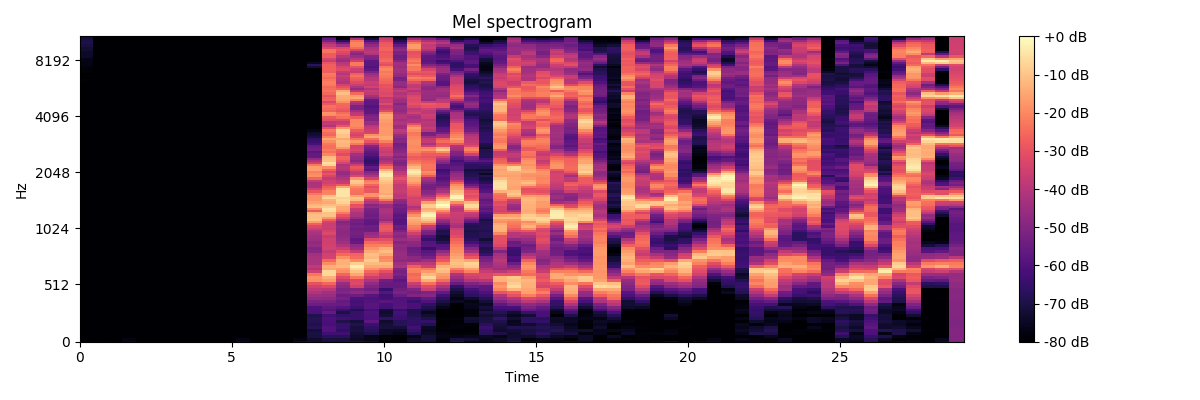 Mel spectrogram
Hz
8192
4096
2048
1024
512
0
0 5 10 15 20 25
Time
+0 dB
-10 dB
-20 dB
-30 dB
-40 dB
-50 dB
-60 dB
-70 dB
-80 dB